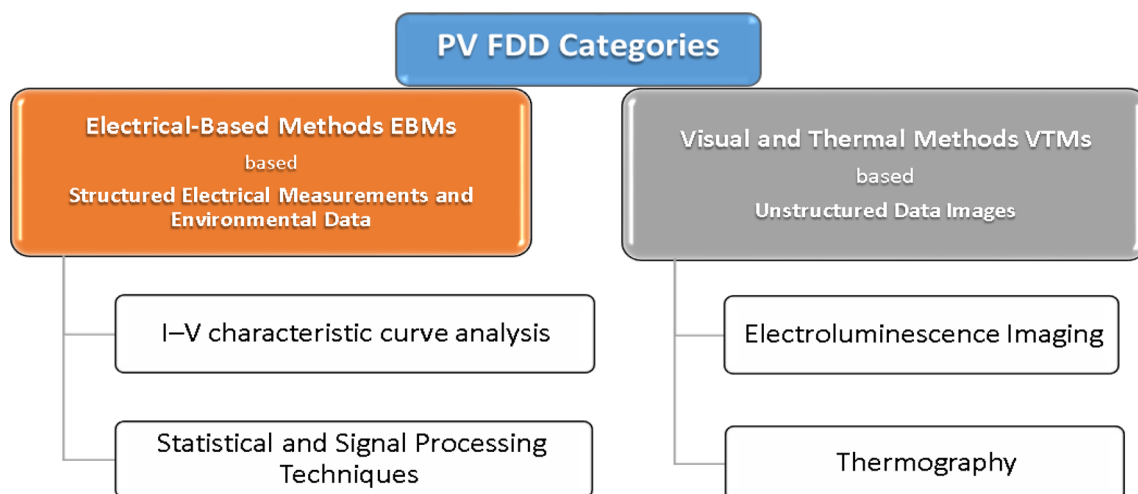 PV FDD Categories
Electrical-Based Methods EBMs
based
Structured Electrical Measurements and
Environmental Data
Visual and Thermal Methods VTMs
based
Unstructured Data Images
I–V characteristic curve analysis
Statistical and Signal Processing
Techniques
Electroluminescence Imaging
Thermography